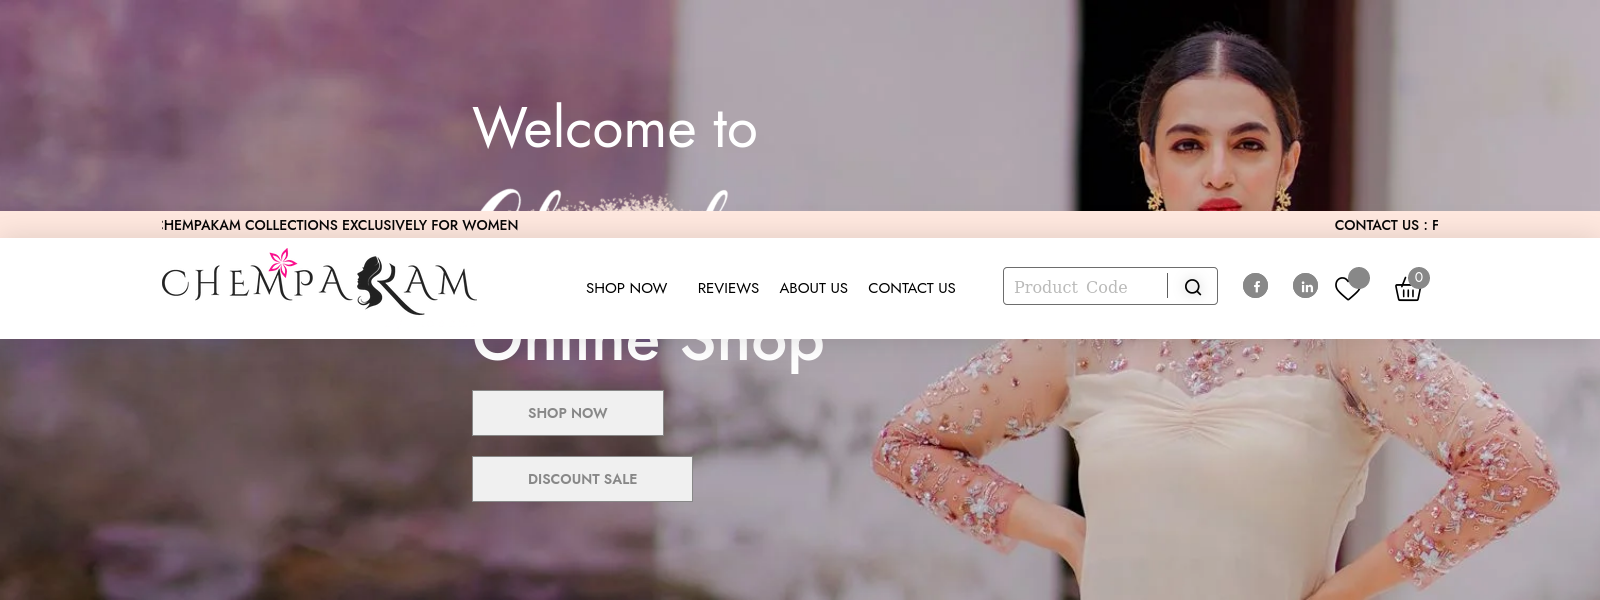 Welcome to
CHEMPAKAM COLLECTIONS EXCLUSIVELY FOR WOMEN
CONTACT US : F
CHEMPAKAM
SHOP NOW REVIEWS ABOUT US CONTACT US
Product Code
0
Online Shop
SHOP NOW
DISCOUNT SALE